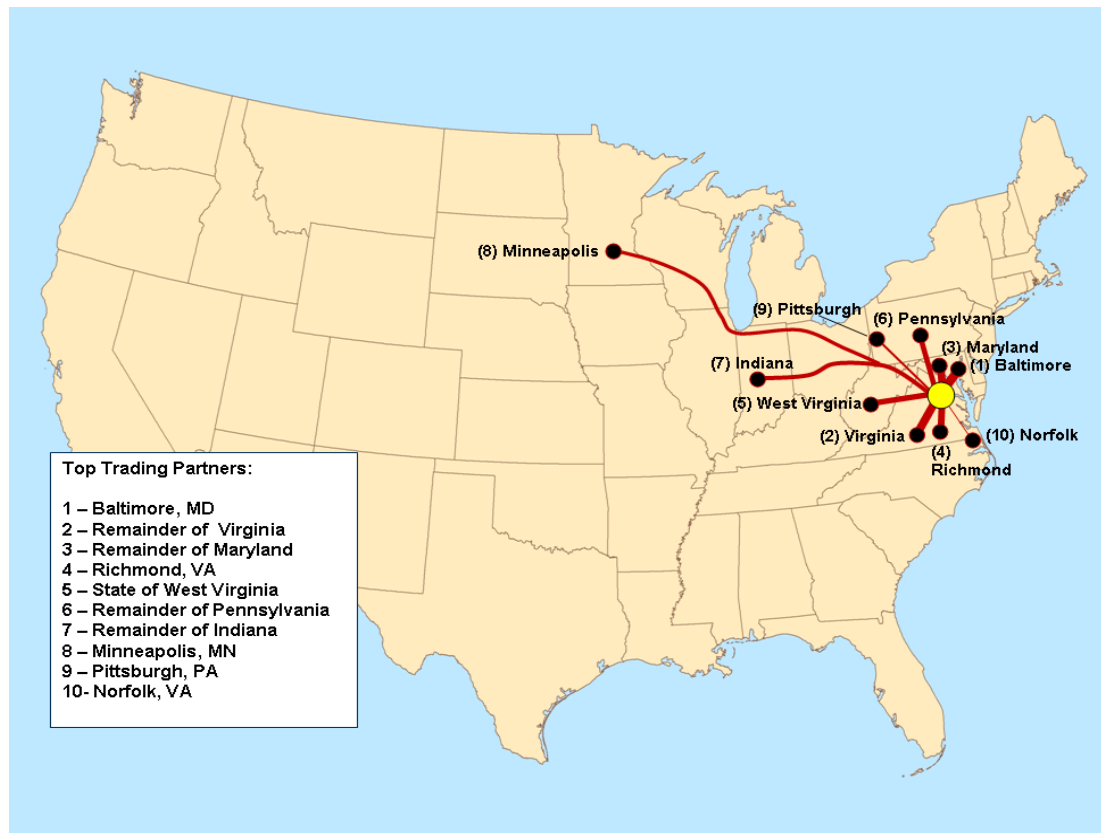 (8) Minneapolis
(9) Pittsburgh
(6) Pennsylvania
(3) Maryland
(7) Indiana
(1) Baltimore
(5) West Virginia
(2) Virginia
(10) Norfolk
(4)
Richmond
Top Trading Partners:
1 – Baltimore, MD
2 – Remainder of  Virginia
3 – Remainder of Maryland
4 – Richmond, VA
5 – State of West Virginia
6 – Remainder of Pennsylvania
7 – Remainder of Indiana
8 – Minneapolis, MN
9 – Pittsburgh, PA
10- Norfolk, VA